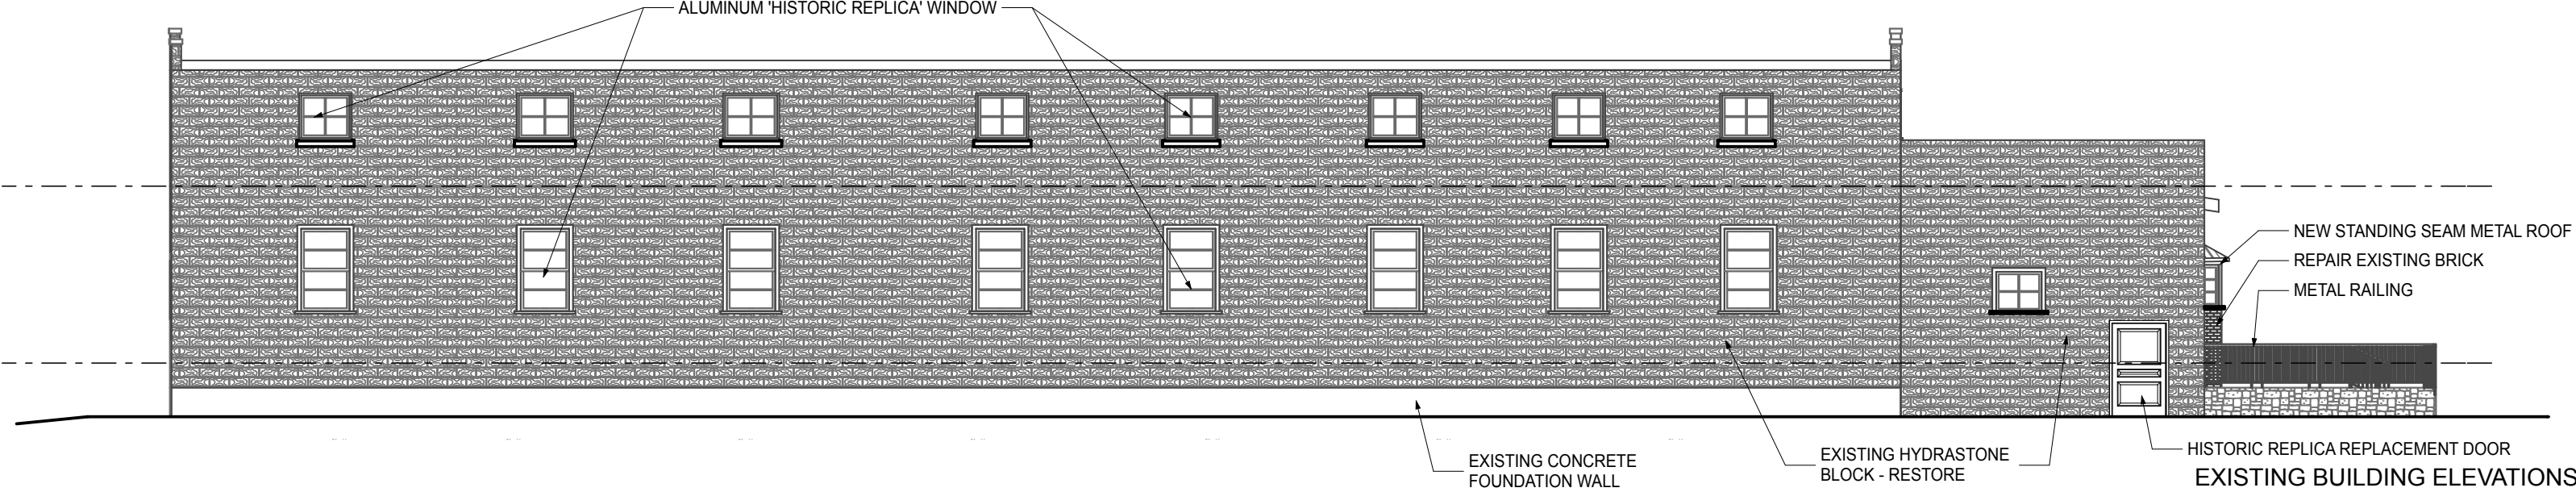 ALUMINUM 'HISTORIC REPLICA' WINDOW
NEW STANDING SEAM METAL ROOF
REPAIR EXISTING BRICK
METAL RAILING
EXISTING CONCRETE
FOUNDATION WALL
EXISTING HYDRASTONE
BLOCK - RESTORE
HISTORIC REPLICA REPLACEMENT DOOR
EXISTING BUILDING ELEVATIONS